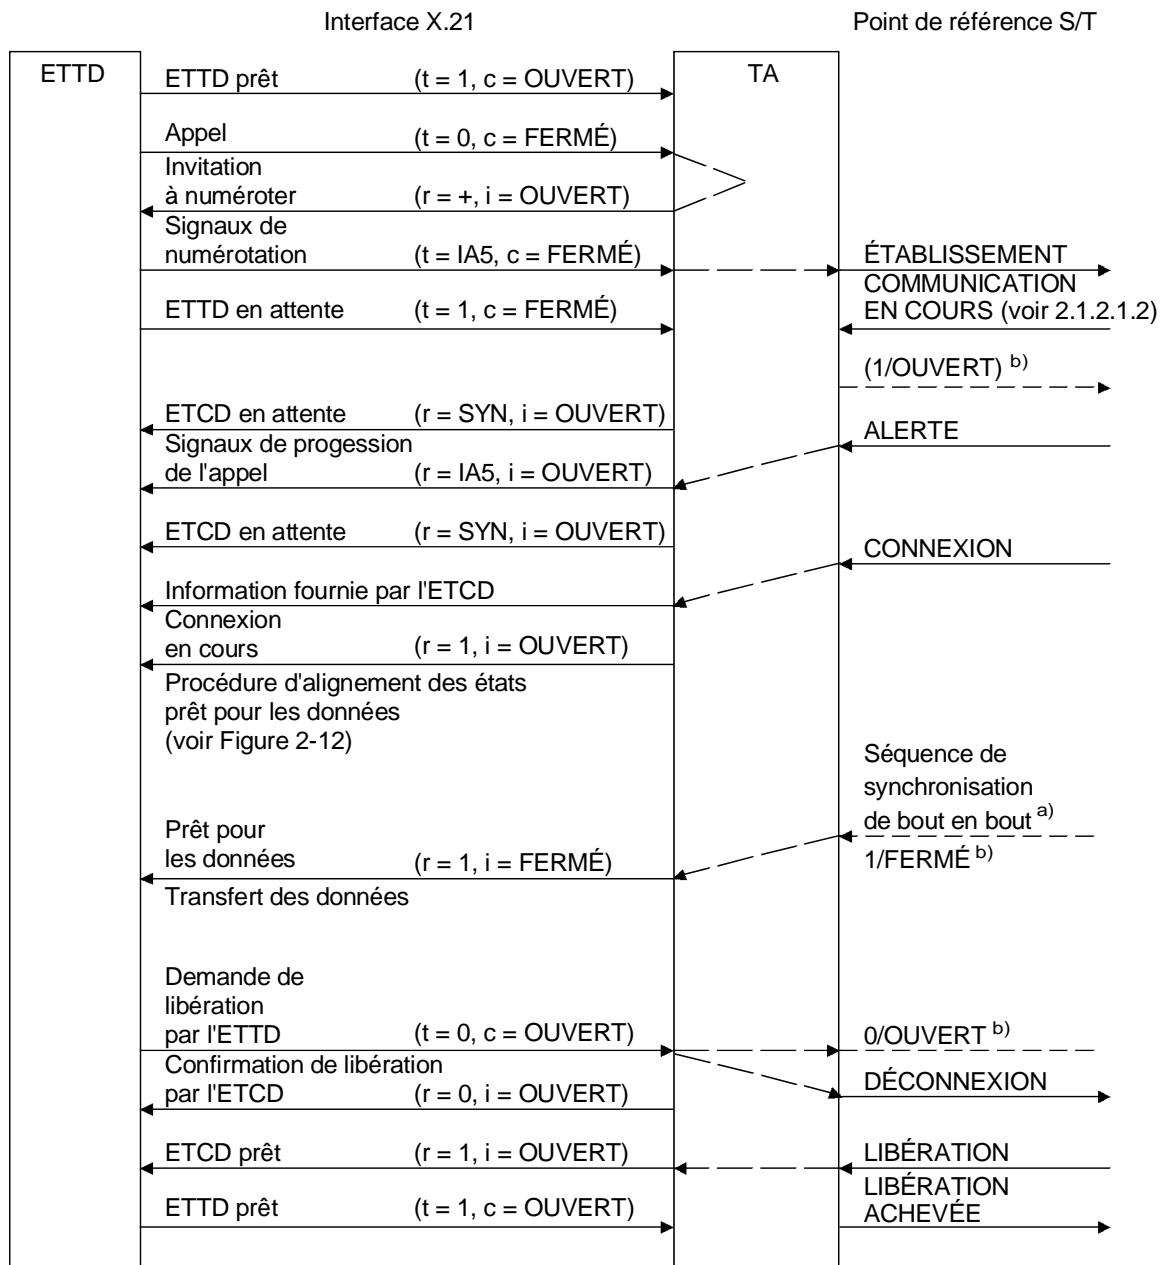 Interface X.21 Point de référence S/T
ETTD TA
ETTD prêt (t = 1, c = OUVERT)
Appel (t = 0, c = FERMÉ)
Invitation
à numéroter (r = +, i = OUVERT)
Signaux de
numérotation (t = IA5, c = FERMÉ) ÉTABLISSEMENT
COMMUNICATION
ETTD en attente (t = 1, c = FERMÉ) EN COURS (voir 2.1.2.1.2)
(1/OUVERT) b)
ETCD en attente (r = SYN, i = OUVERT)
ALERTE
Signaux de progession
de l'appel (r = IA5, i = OUVERT)
ETCD en attente (r = SYN, i = OUVERT)
CONNEXION
Information fournie par l'ETCD
Connexion
en cours (r = 1, i = OUVERT)
Procédure d'alignement des états
prêt pour les données
(voir Figure 2-12)
Séquence de
synchronisation
de bout en bout a)
Prêt pour
les données (r = 1, i = FERMÉ) 1/FERMÉ b)
Transfert des données
Demande de
libération
par l'ETTD (t = 0, c = OUVERT) 0/OUVERT b)
Confirmation de libération
DÉCONNEXION
par l'ETCD (r = 0, i = OUVERT)
ETCD prêt (r = 1, i = OUVERT) LIBÉRATION
LIBÉRATION
ETTD prêt (t = 1, c = OUVERT) ACHEVÉE